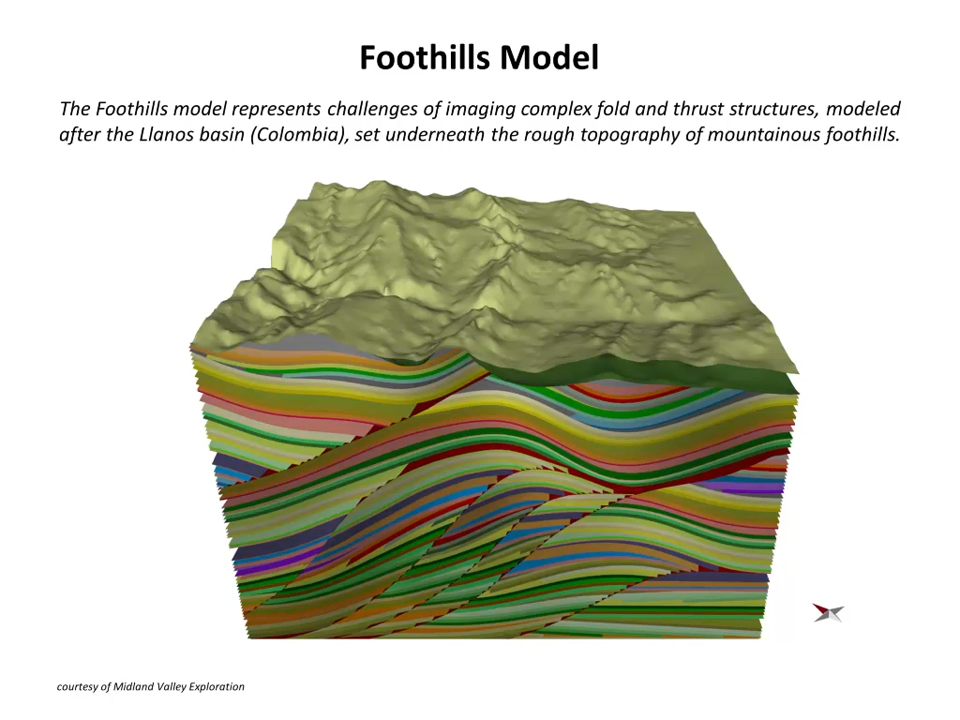 Foothills Model
The Foothills model represents challenges of imaging complex fold and thrust structures, modeled
after the Llanos basin (Colombia), set underneath the rough topography of mountainous foothills.
courtesy of Midland Valley Exploration